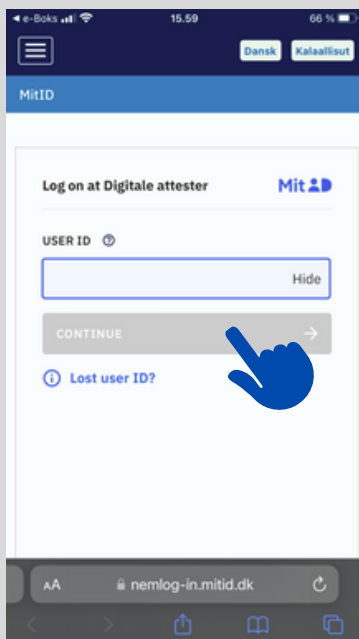 e-Boks 15.59 66 %
Dansk Kalaallisut
MitID
Log on at Digitale attester Mit
USER ID
Hide
CONTINUE
Lost user ID?
AA nemlog-in.mitid.dk